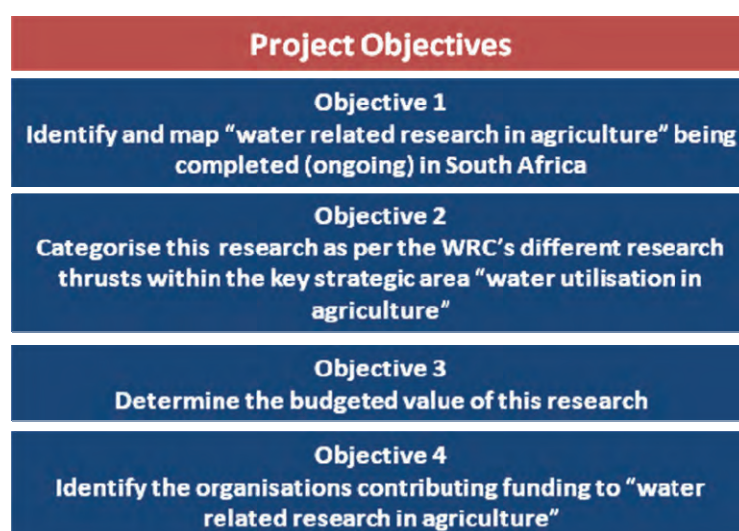 Project Objectives
Objective 1
Identify and map “water related research in agriculture” being
completed (ongoing) in South Africa
Objective 2
Categorise this research as per the WRC’s different research
thrusts within the key strategic area “water utilisation in
agriculture”
Objective 3
Determine the budgeted value of this research
Objective 4
Identify the organisations contributing funding to “water
related research in agriculture”